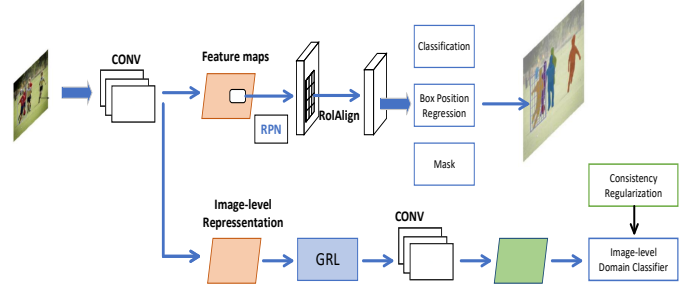 CONV
Feature maps
RPN
RoIAlign
Classification
Box Position
Regression
Mask
Image-level
Repressentation
GRL
CONV
Consistency
Regularization
Image-level
Domain Classifier